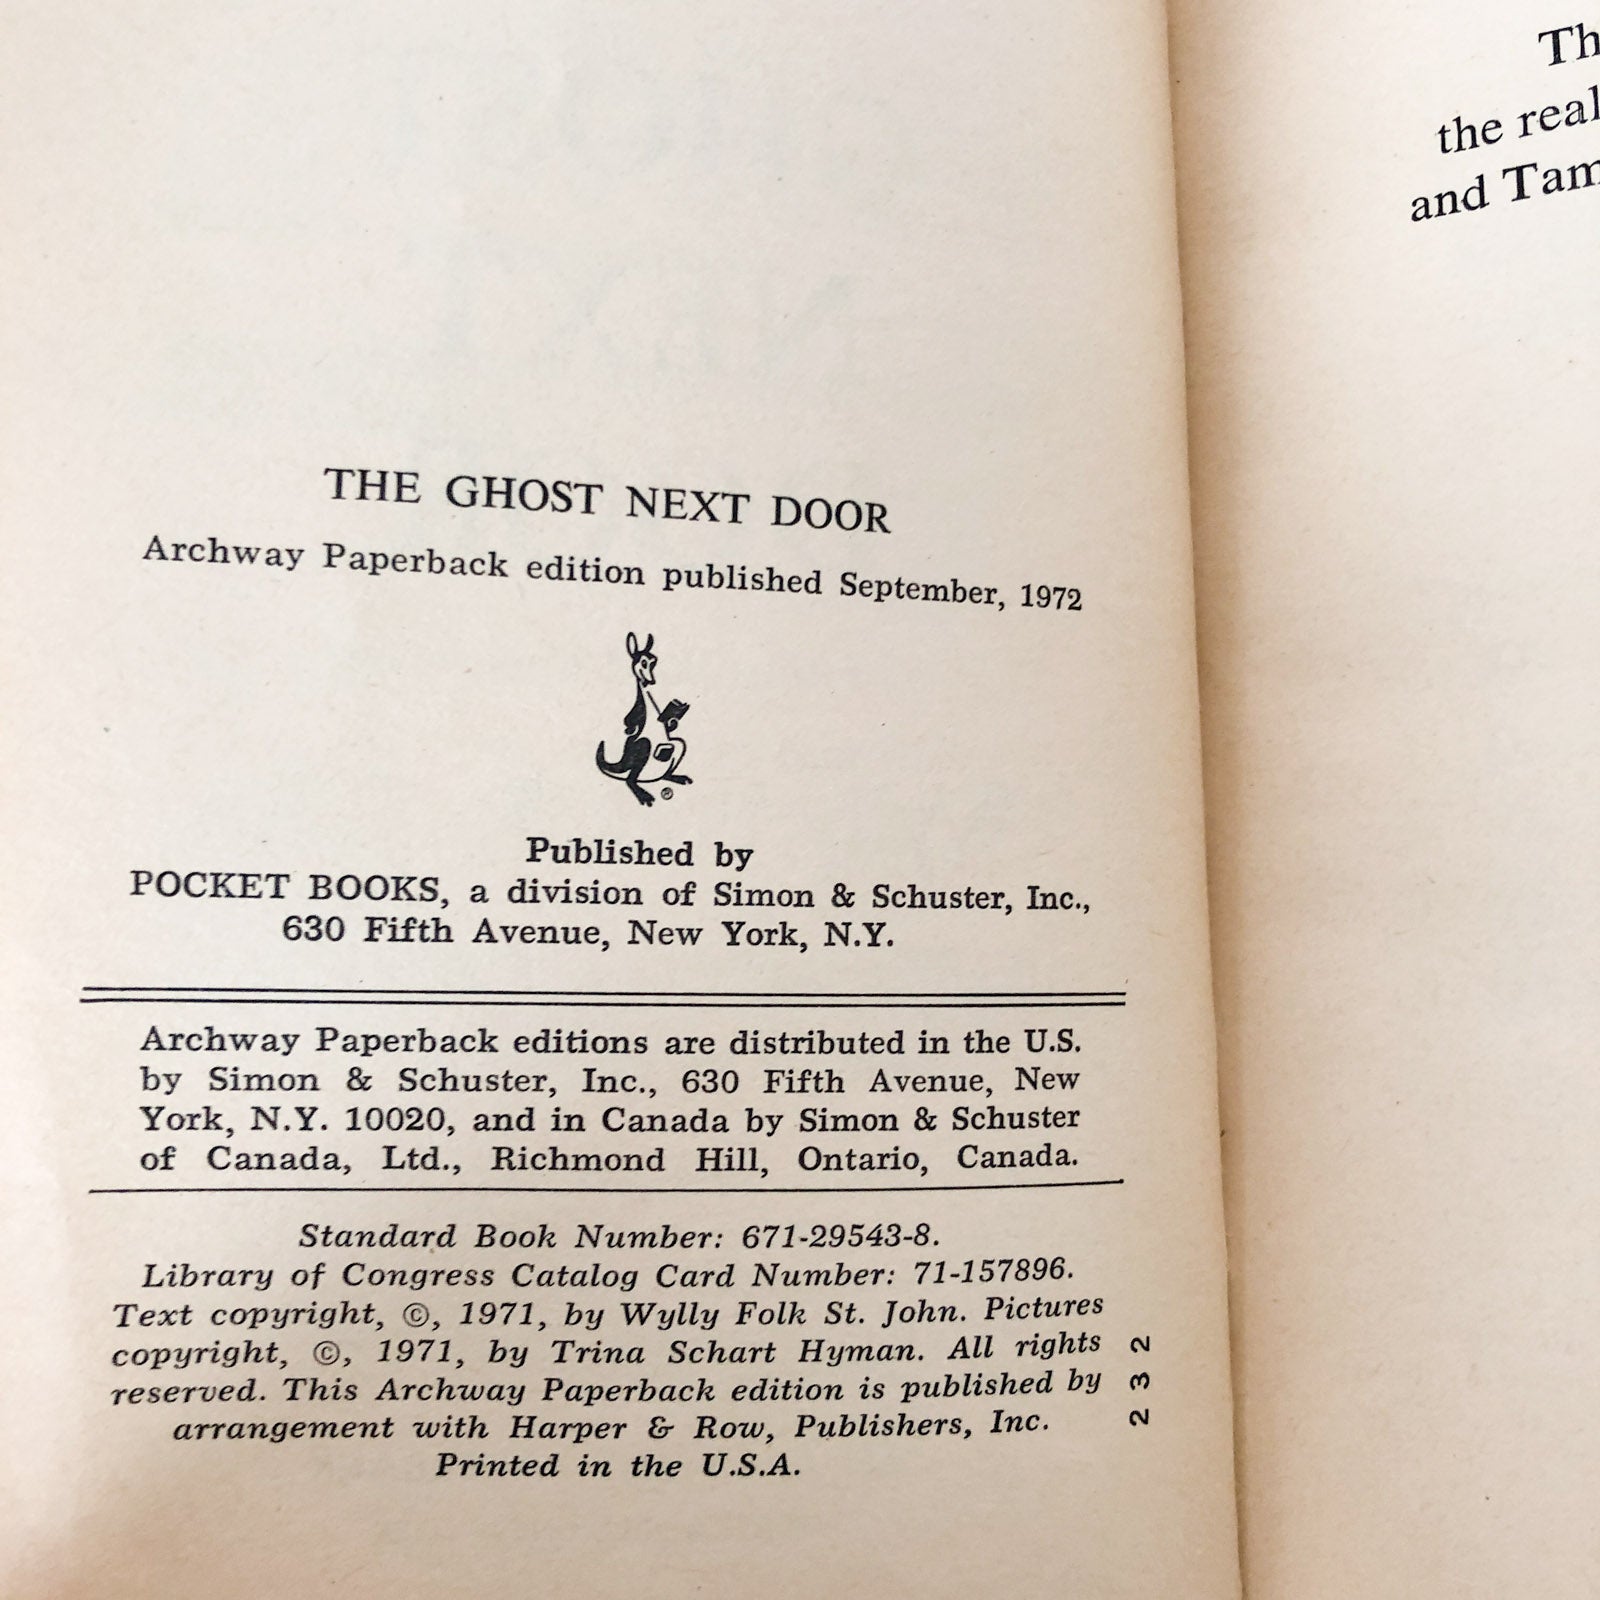 THE GHOST NEXT DOOR
Archway Paperback edition published September, 1972
®
Published by
POCKET BOOKS, a division of Simon & Schuster, Inc.,
630 Fifth Avenue, New York, N.Y.
Archway Paperback editions are distributed in the U.S.
by Simon & Schuster, Inc., 630 Fifth Avenue, New
York, N.Y. 10020, and in Canada by Simon & Schuster
of Canada, Ltd., Richmond Hill, Ontario, Canada.
Standard Book Number: 671-29543-8.
Library of Congress Catalog Card Number: 71-157896.
Text copyright, ©, 1971, by Wylly Folk St. John. Pictures
copyright, ©, 1971, by Trina Schart Hyman. All rights
reserved. This Archway Paperback edition is published by
arrangement with Harper & Row, Publishers, Inc.
Printed in the U.S.A.
2 3 2
Th
the real
and Tam